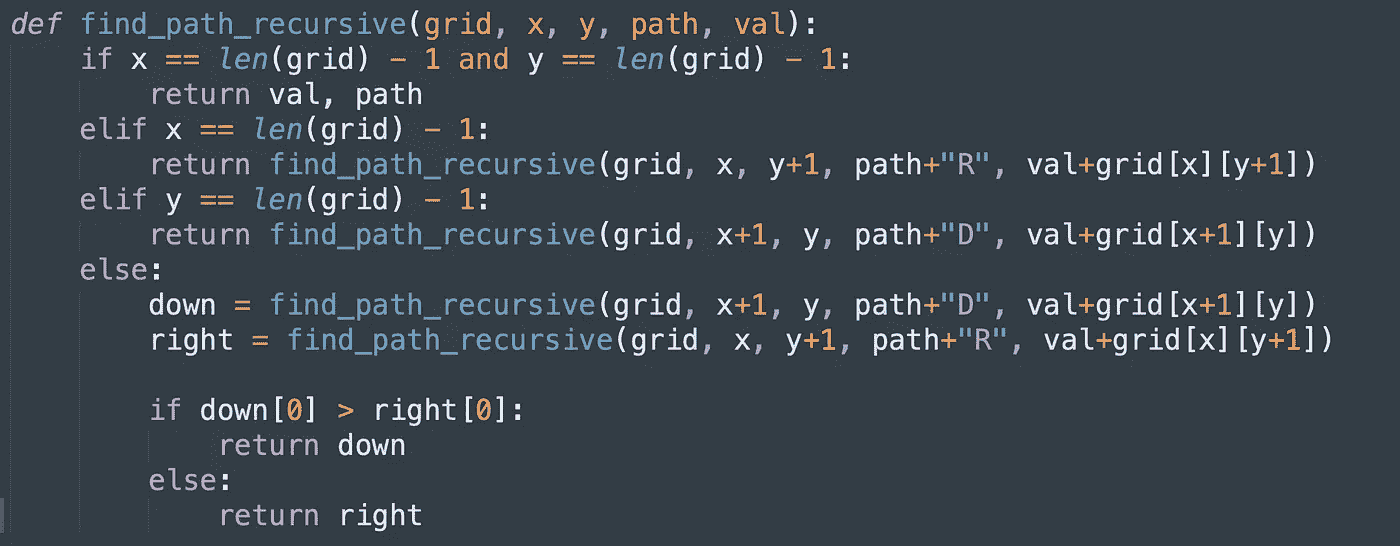 def find_path_recursive(grid, x, y, path, val):
    if x == len(grid) - 1 and y == len(grid) - 1:
        return val, path
    elif x == len(grid) - 1:
        return find_path_recursive(grid, x, y+1, path+"R", val+grid[x][y+1])
    elif y == len(grid) - 1:
        return find_path_recursive(grid, x+1, y, path+"D", val+grid[x+1][y])
    else:
        down = find_path_recursive(grid, x+1, y, path+"D", val+grid[x+1][y])
        right = find_path_recursive(grid, x, y+1, path+"R", val+grid[x][y+1])

        if down[0] > right[0]:
            return down
        else:
            return right